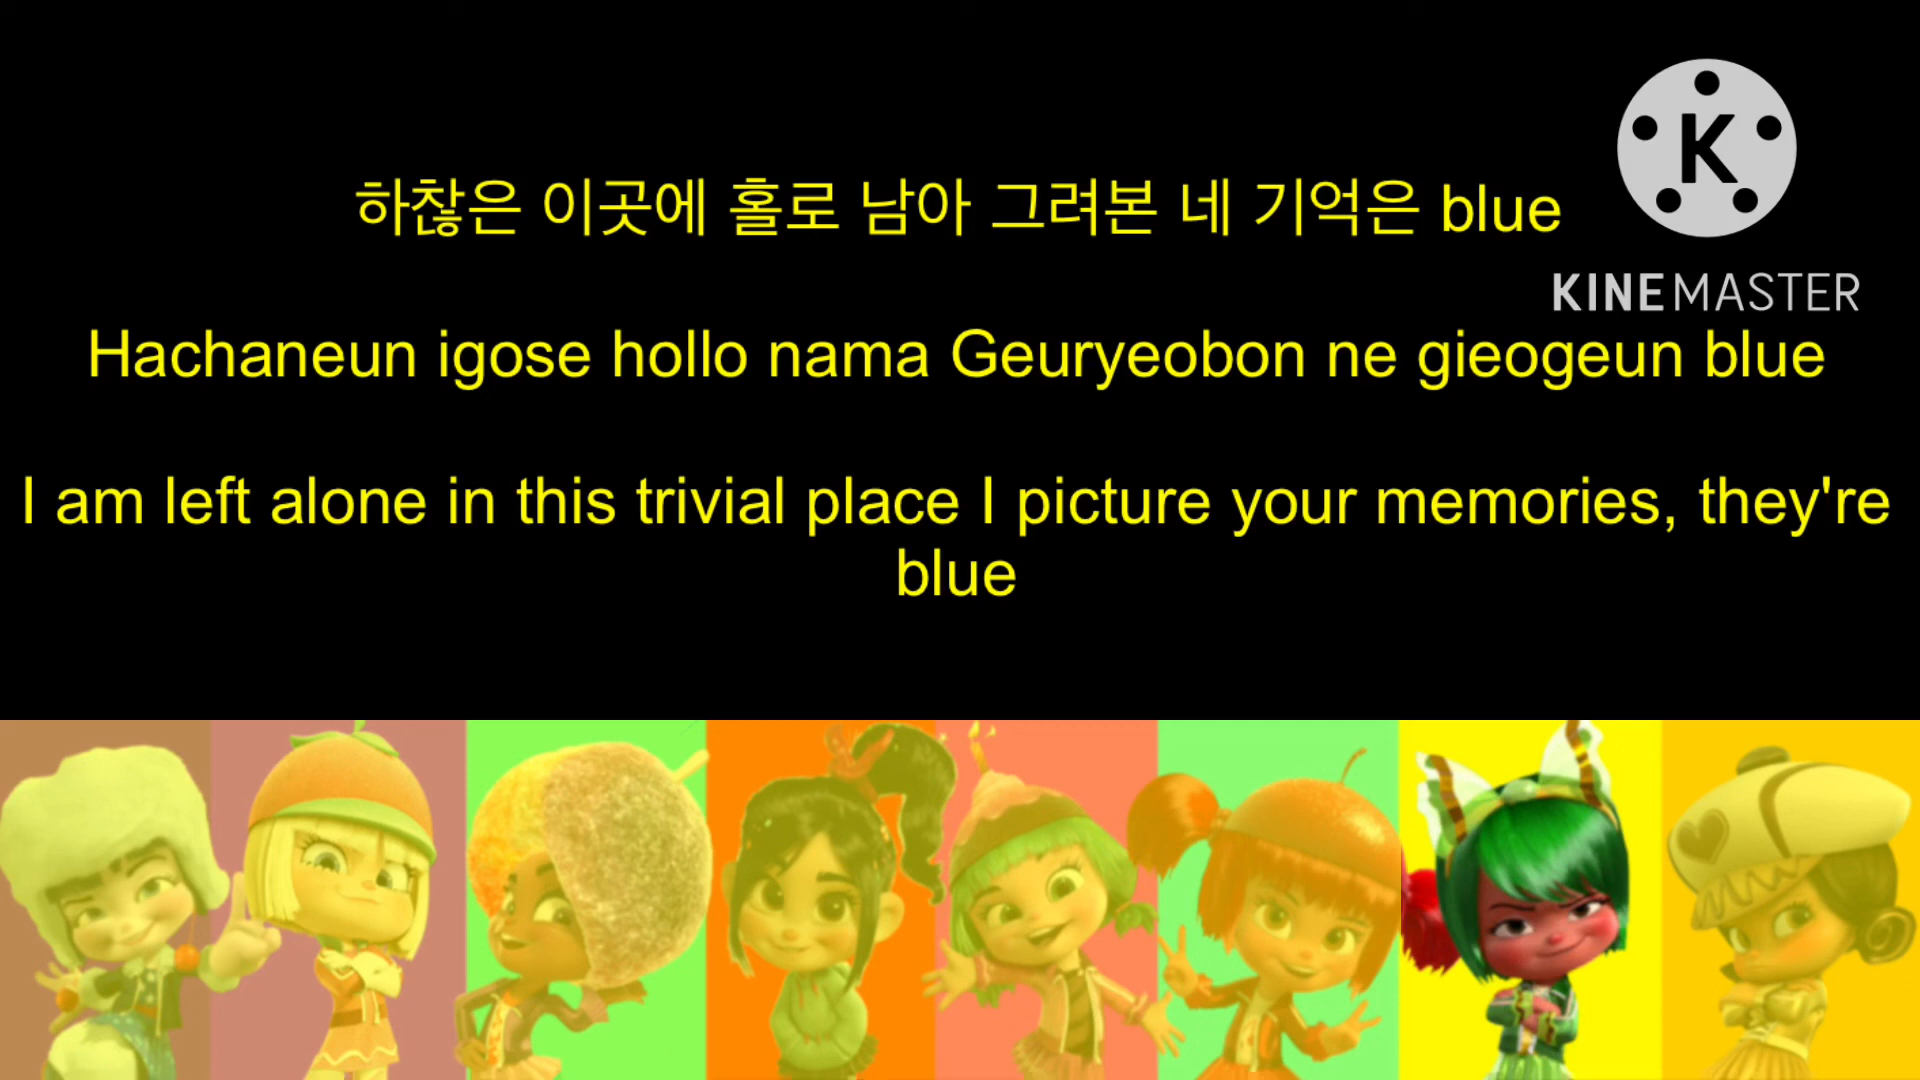 하찮은 이곳에 홀로 남아 그려본 네 기억은 blue
K
KINEMASTER
Hachaneun igose hollo nama Geuryeobon ne gieogeun blue
I am left alone in this trivial place I picture your memories, they're
blue